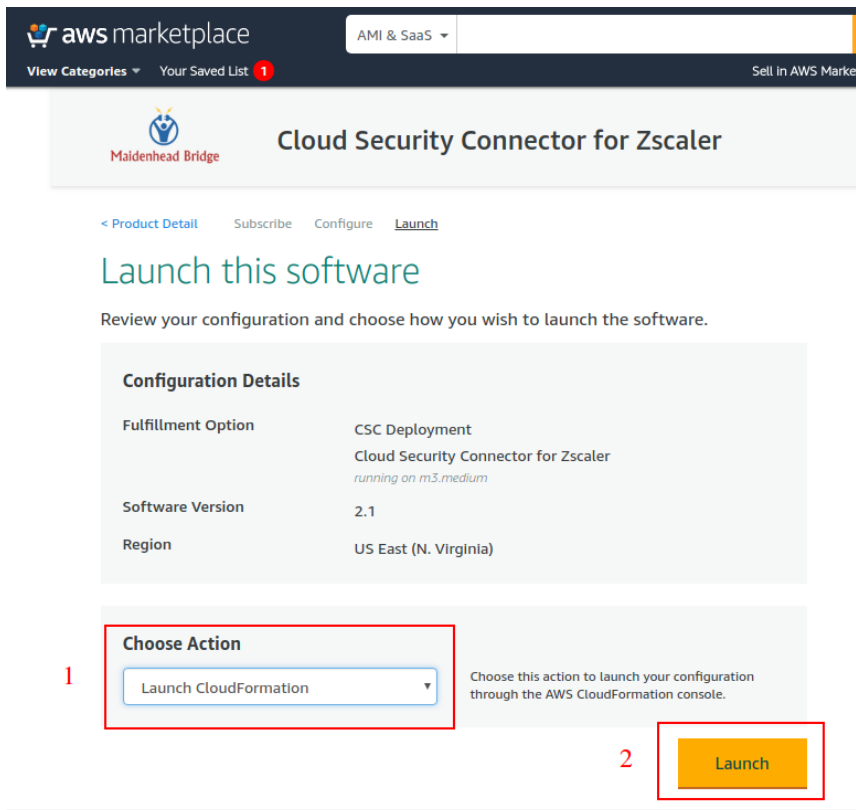 aws marketplace
AMI & SaaS
View Categories Your Saved List 1 Sell in AWS Marke
Maidenhead Bridge
Cloud Security Connector for Zscaler
< Product Detail Subscribe Configure Launch
Launch this software
Review your configuration and choose how you wish to launch the software.
Configuration Details
Fulfillment Option CSC Deployment
Cloud Security Connector for Zscaler
running on m3.medium
Software Version 2.1
Region US East (N. Virginia)
Choose Action
1 Launch CloudFormation
Choose this action to launch your configuration
through the AWS CloudFormation console.
2 Launch